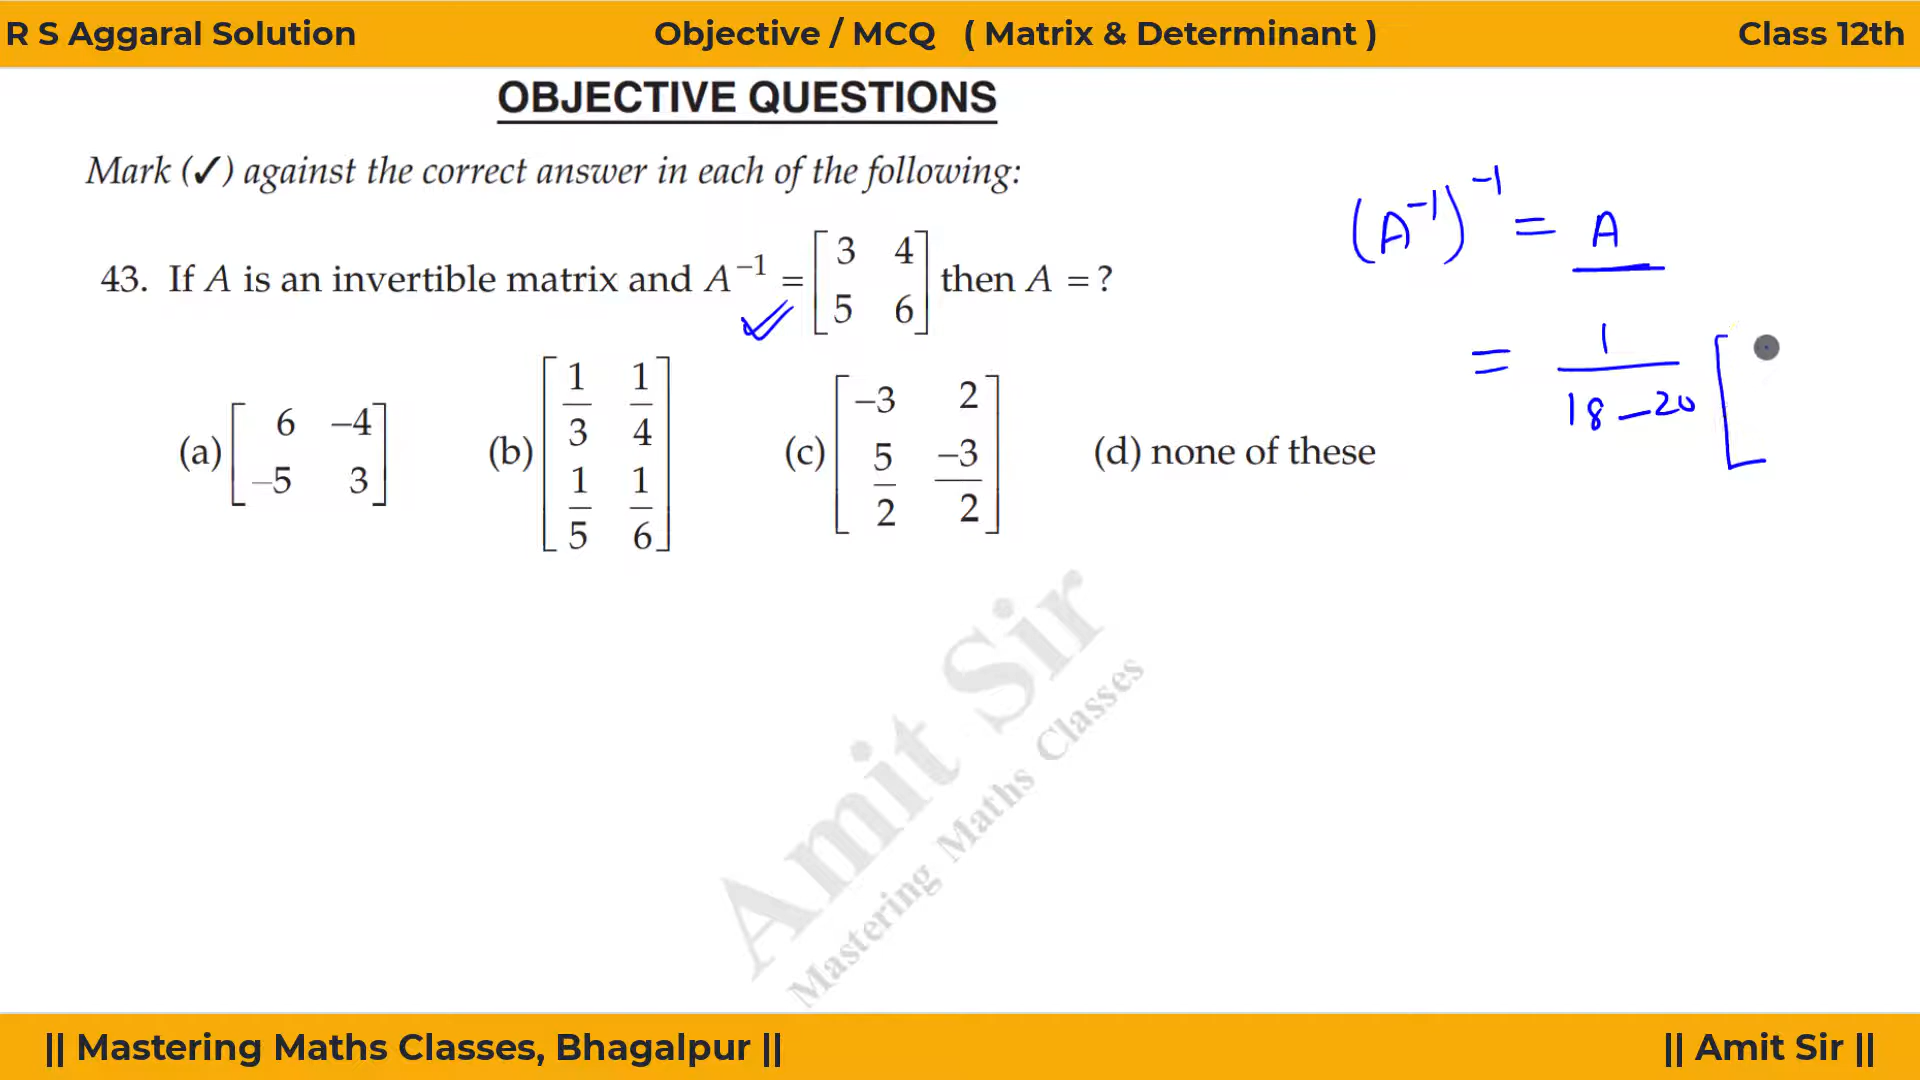 R S Aggaral Solution Objective / MCQ ( Matrix & Determinant ) Class 12th
OBJECTIVE QUESTIONS
Mark (✓) against the correct answer in each of the following:
43. If A is an invertible matrix and A⁻¹ = [3 4; 5 6] then A = ?
(a) [6 −4; −5 3] (b) [1/3 1/4; 1/5 1/6] (c) [−3 2; 5/2 −3/2] (d) none of these
(A⁻¹)⁻¹ = A
= 1/(18−20) [
Amit Sir
Mastering Maths Classes
|| Mastering Maths Classes, Bhagalpur || || Amit Sir ||